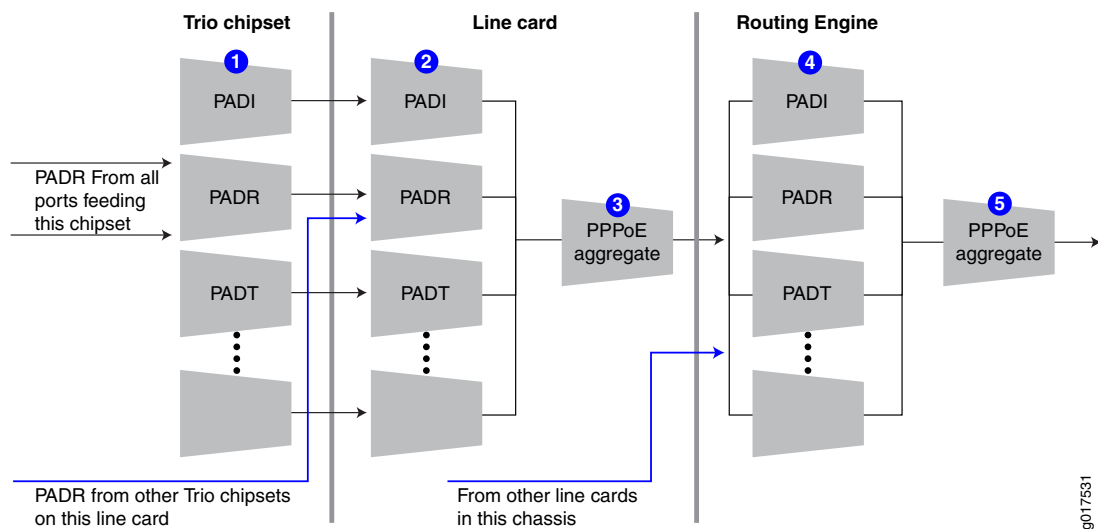 Trio chipset
Line card
Routing Engine
1
2
4
PADI
PADI
PADI
PADR From all
ports feeding
this chipset
PADR
PADR
PADR
3
PPPoE
aggregate
5
PPPoE
aggregate
PADT
PADT
PADT
PADR from other Trio chipsets
on this line card
From other line cards
in this chassis
g017531